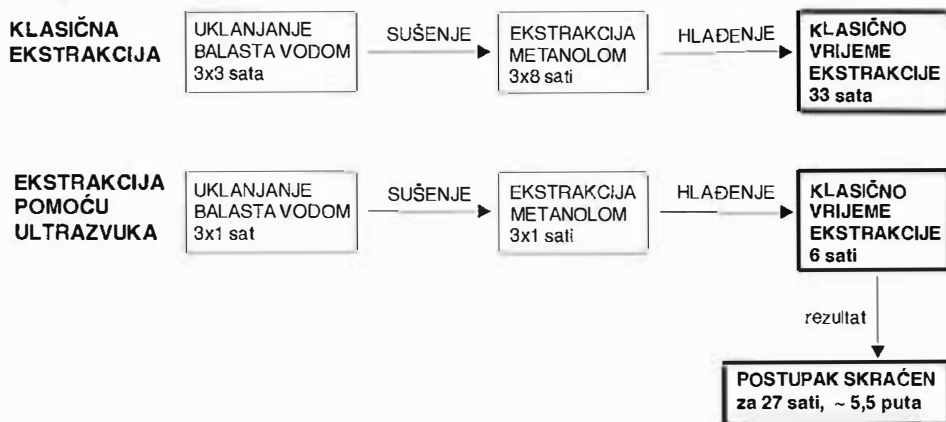 KLASIČNA
EKSTRAKCIJA
UKLANJANJE
BALASTA VODOM
3x3 sata
SUŠENJE
EKSTRAKCIJA
METANOLOM
3x8 sati
HLAĐENJE
KLASIČNO
VRIJEME
EKSTRAKCIJE
33 sata
EKSTRAKCIJA
POMOĆU
ULTRAZVUKA
UKLANJANJE
BALASTA VODOM
3x1 sat
SUŠENJE
EKSTRAKCIJA
METANOLOM
3x1 sati
HLAĐENJE
KLASIČNO
VRIJEME
EKSTRAKCIJE
6 sati
rezultat
POSTUPAK SKRAĆEN
za 27 sati, ~ 5,5 puta